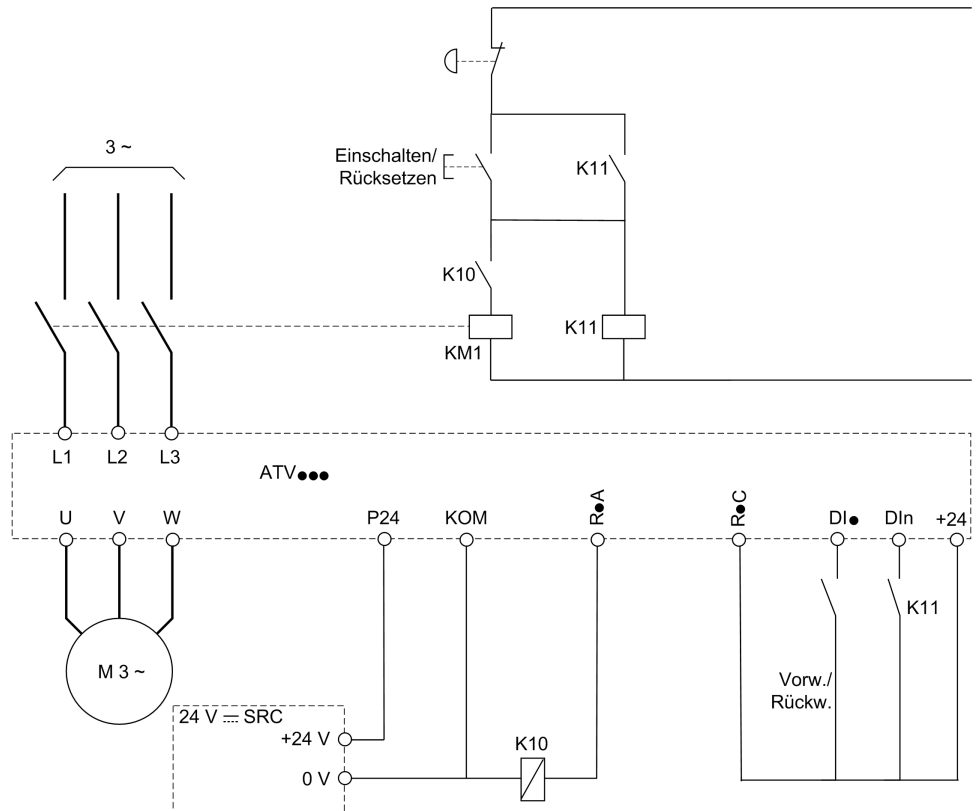 3 ~
Einschalten/
Rücksetzen
K11
K10
KM1
K11
L1 L2 L3
ATV●●●
U V W P24 KOM R●A R●C DI● DIn +24
K11
M 3 ~
Vorw./
Rückw.
24 V ⎓ SRC
+24 V
K10
0 V